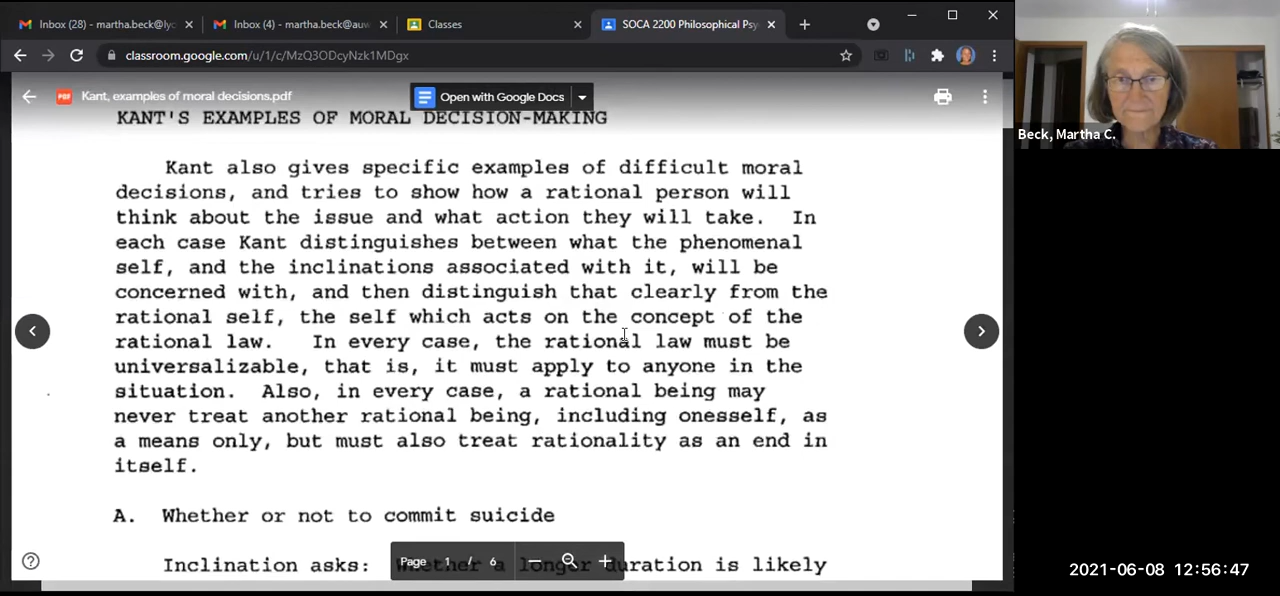 Inbox (28) - martha.beck@lyc
Inbox (4) - martha.beck@auw
Classes
SOCA 2200 Philosophical Psy
classroom.google.com/u/1/c/MzQ3ODcyNzk1MDgx
Kant, examples of moral decisions.pdf
Open with Google Docs
KANT'S EXAMPLES OF MORAL DECISION-MAKING
Kant also gives specific examples of difficult moral
decisions, and tries to show how a rational person will
think about the issue and what action they will take. In
each case Kant distinguishes between what the phenomenal
self, and the inclinations associated with it, will be
concerned with, and then distinguish that clearly from the
rational self, the self which acts on the concept of the
rational law. In every case, the rational law must be
universalizable, that is, it must apply to anyone in the
situation. Also, in every case, a rational being may
never treat another rational being, including onesself, as
a means only, but must also treat rationality as an end in
itself.
A. Whether or not to commit suicide
Inclination asks: Whether a longer duration is likely
Page 1 / 6
Beck, Martha C.
2021-06-08 12:56:47